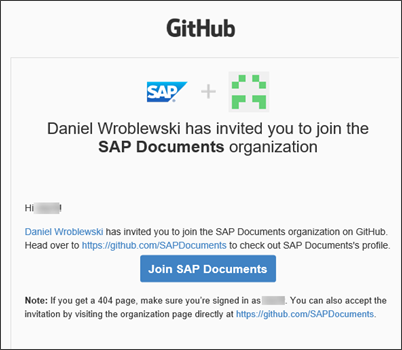 GitHub
SAP +
Daniel Wroblewski has invited you to join the
SAP Documents organization
Hi !
Daniel Wroblewski has invited you to join the SAP Documents organization on GitHub.
Head over to https://github.com/SAPDocuments to check out SAP Documents's profile.
Join SAP Documents
Note: If you get a 404 page, make sure you're signed in as . You can also accept the
invitation by visiting the organization page directly at https://github.com/SAPDocuments.